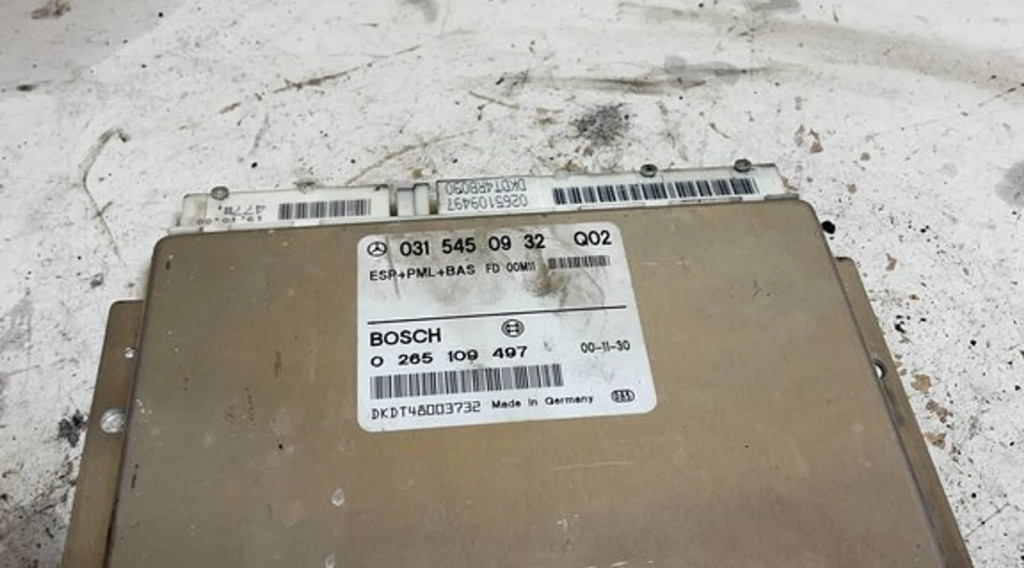 0265109497
DKDT4RB090
031 545 09 32 Q02
ESP+PML+BAS FD 00M11
BOSCH
0 265 109 497 00-11-30
DKDT48003732 Made in Germany